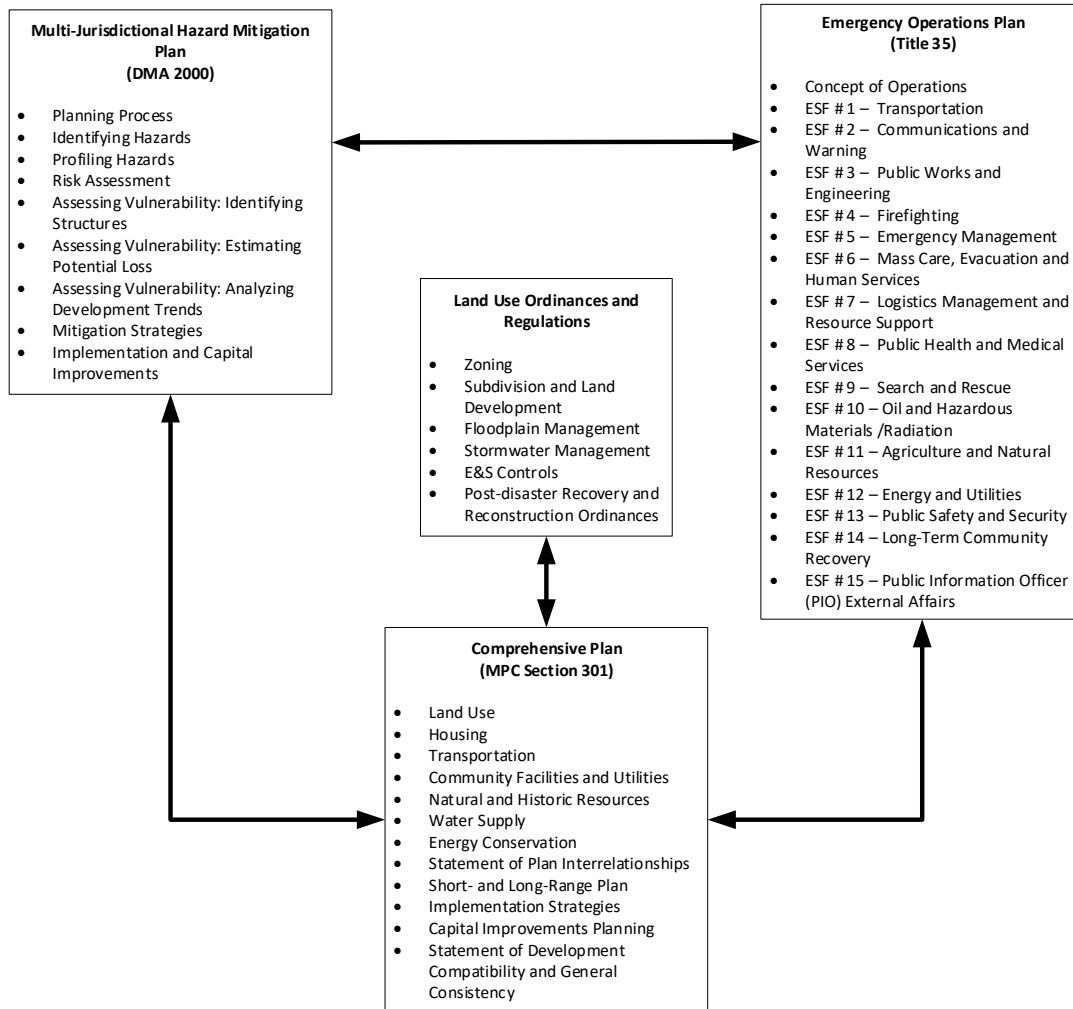 Multi-Jurisdictional Hazard Mitigation
Plan
(DMA 2000)
• Planning Process
• Identifying Hazards
• Profiling Hazards
• Risk Assessment
• Assessing Vulnerability: Identifying
Structures
• Assessing Vulnerability: Estimating
Potential Loss
• Assessing Vulnerability: Analyzing
Development Trends
• Mitigation Strategies
• Implementation and Capital
Improvements
Emergency Operations Plan
(Title 35)
• Concept of Operations
• ESF # 1 – Transportation
• ESF # 2 – Communications and
Warning
• ESF # 3 – Public Works and
Engineering
• ESF # 4 – Firefighting
• ESF # 5 – Emergency Management
• ESF # 6 – Mass Care, Evacuation and
Human Services
• ESF # 7 – Logistics Management and
Resource Support
• ESF # 8 – Public Health and Medical
Services
• ESF # 9 – Search and Rescue
• ESF # 10 – Oil and Hazardous
Materials /Radiation
• ESF # 11 – Agriculture and Natural
Resources
• ESF # 12 – Energy and Utilities
• ESF # 13 – Public Safety and Security
• ESF # 14 – Long-Term Community
Recovery
• ESF # 15 – Public Information Officer
(PIO) External Affairs
Land Use Ordinances and
Regulations
• Zoning
• Subdivision and Land
Development
• Floodplain Management
• Stormwater Management
• E&S Controls
• Post-disaster Recovery and
Reconstruction Ordinances
Comprehensive Plan
(MPC Section 301)
• Land Use
• Housing
• Transportation
• Community Facilities and Utilities
• Natural and Historic Resources
• Water Supply
• Energy Conservation
• Statement of Plan Interrelationships
• Short- and Long-Range Plan
• Implementation Strategies
• Capital Improvements Planning
• Statement of Development
Compatibility and General
Consistency